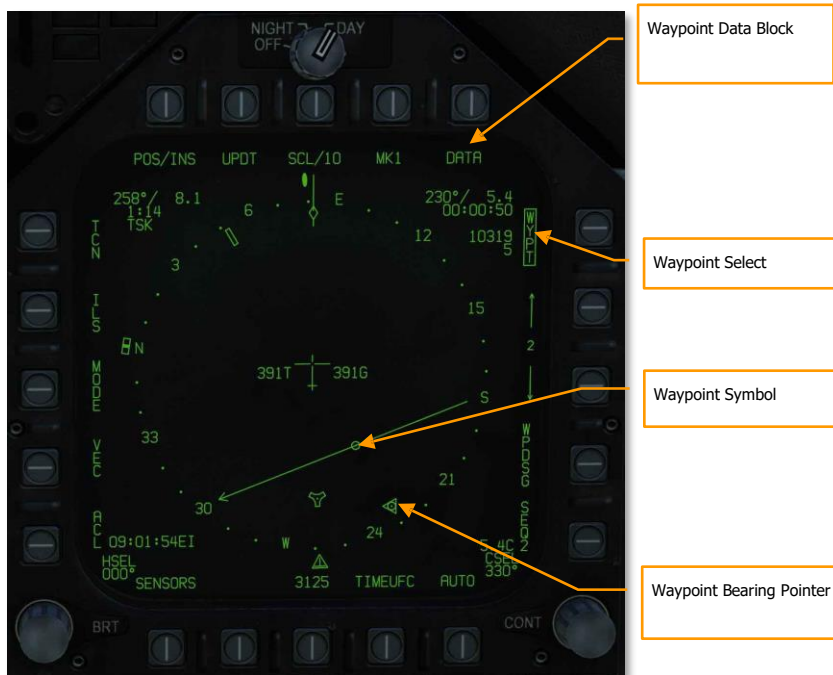 NIGHT DAY
OFF
Waypoint Data Block
POS/INS UPDT SCL/10 MK1 DATA
258°/ 8.1
1:14
TSK
230°/ 5.4
00:00:50
10319
5
WYPT
6 E
12
3
15
TCN
ILS
MODE
VEC
ACL
N
2
391T 391G
S
33
30
21
24
W
WPDSG
SEQ2
Waypoint Select
Waypoint Symbol
Waypoint Bearing Pointer
09:01:54EI
HSEL
000°
5.4C
CSEL
330°
SENSORS 3125 TIMEUFC AUTO
BRT CONT